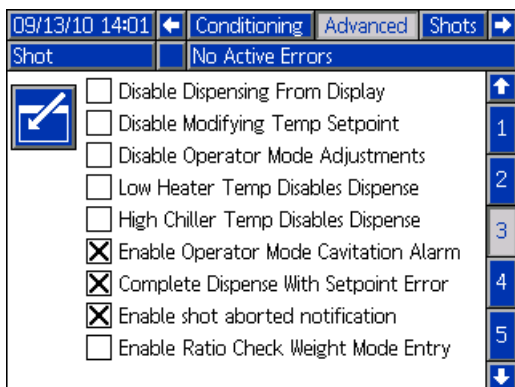 09/13/10 14:01 Conditioning Advanced Shots
Shot No Active Errors
Disable Dispensing From Display
Disable Modifying Temp Setpoint
Disable Operator Mode Adjustments
Low Heater Temp Disables Dispense
High Chiller Temp Disables Dispense
Enable Operator Mode Cavitation Alarm
Complete Dispense With Setpoint Error
Enable shot aborted notification
Enable Ratio Check Weight Mode Entry
1
2
3
4
5